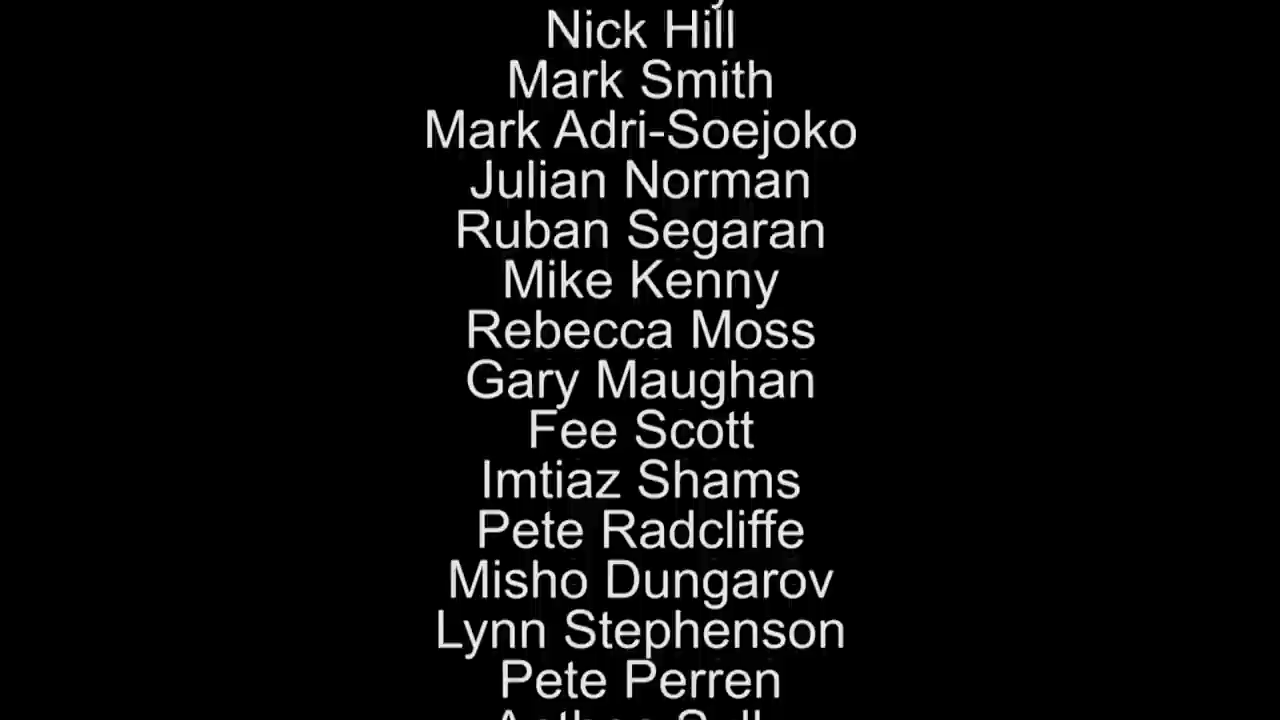 Nick Hill
Mark Smith
Mark Adri-Soejoko
Julian Norman
Ruban Segaran
Mike Kenny
Rebecca Moss
Gary Maughan
Fee Scott
Imtiaz Shams
Pete Radcliffe
Misho Dungarov
Lynn Stephenson
Pete Perren